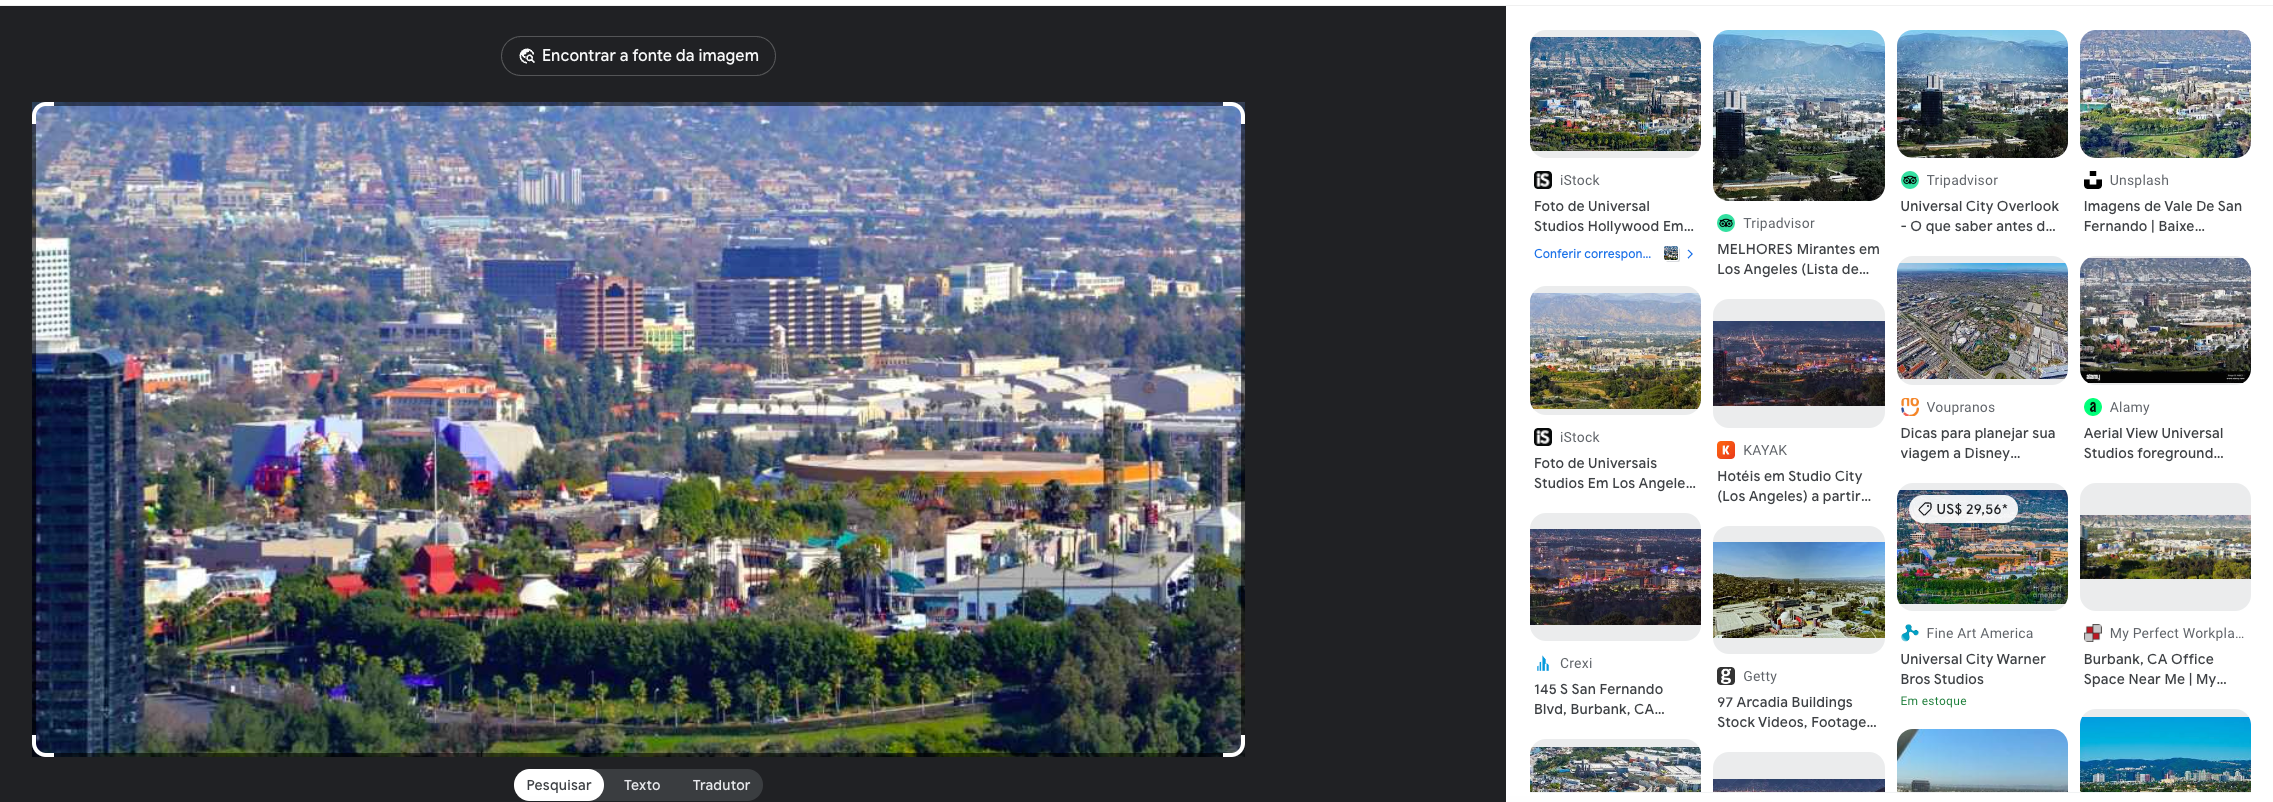 Encontrar a fonte da imagem
Pesquisar
Texto
Tradutor
iStock
Foto de Universal
Studios Hollywood Em...
Conferir correspon...
iStock
Foto de Universais
Studios Em Los Angele...
Crexi
145 S San Fernando
Blvd, Burbank, CA...
Tripadvisor
MELHORES Mirantes em
Los Angeles (Lista de...
KAYAK
Hotéis em Studio City
(Los Angeles) a partir...
Getty
97 Arcadia Buildings
Stock Videos, Footage...
Tripadvisor
Universal City Overlook
- O que saber antes d...
Voupranos
Dicas para planejar sua
viagem a Disney...
US$ 29,56*
Fine Art America
Universal City Warner
Bros Studios
Em estoque
Unsplash
Imagens de Vale De San
Fernando | Baixe...
alamy
Alamy
Aerial View Universal
Studios foreground...
My Perfect Workpla...
Burbank, CA Office
Space Near Me | My...